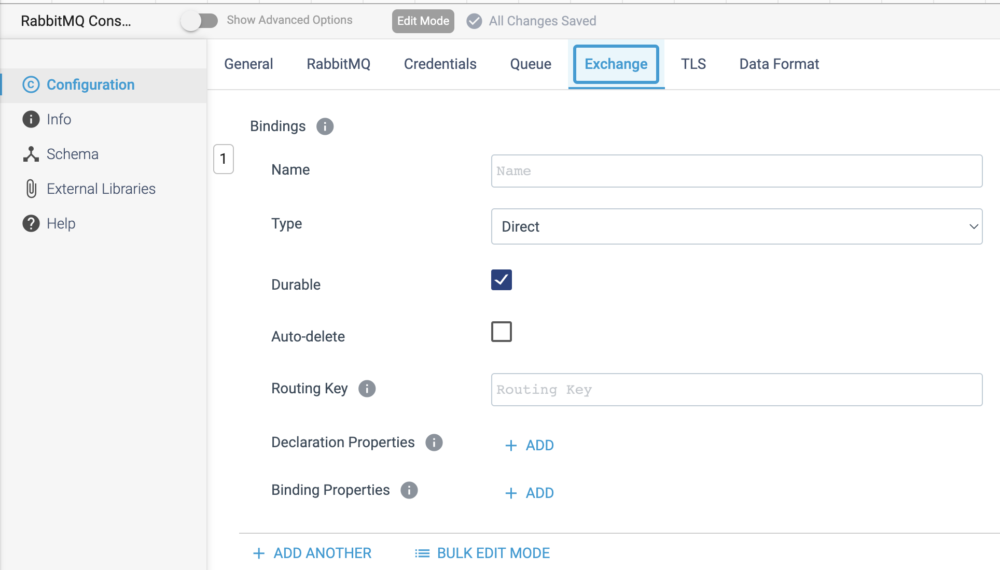 RabbitMQ Cons...
Show Advanced Options
Edit Mode
All Changes Saved
Configuration
Info
Schema
External Libraries
Help
General
RabbitMQ
Credentials
Queue
Exchange
TLS
Data Format
Bindings
1
Name
Name
Type
Direct
Durable
Auto-delete
Routing Key
Routing Key
Declaration Properties
ADD
Binding Properties
ADD
ADD ANOTHER
BULK EDIT MODE